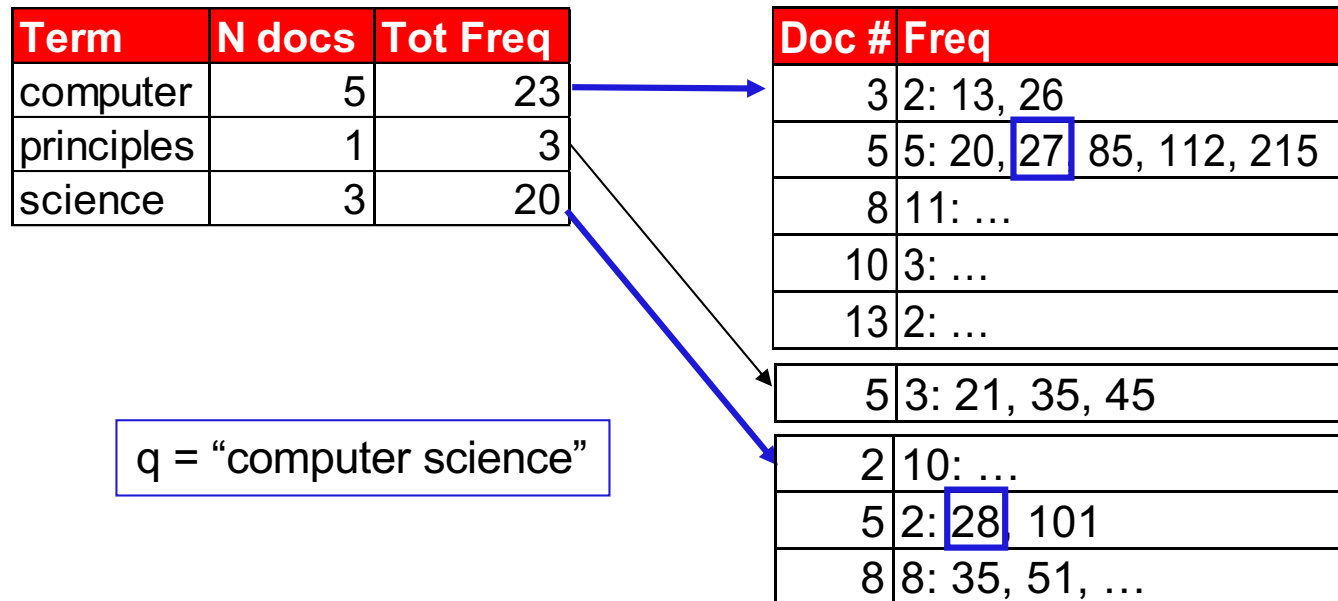 Term N docs Tot Freq
computer 5 23
principles 1 3
science 3 20
q = “computer science”
Doc # Freq
3 2: 13, 26
5 5: 20, 27, 85, 112, 215
8 11: …
10 3: …
13 2: …
5 3: 21, 35, 45
2 10: …
5 2: 28, 101
8 8: 35, 51, …